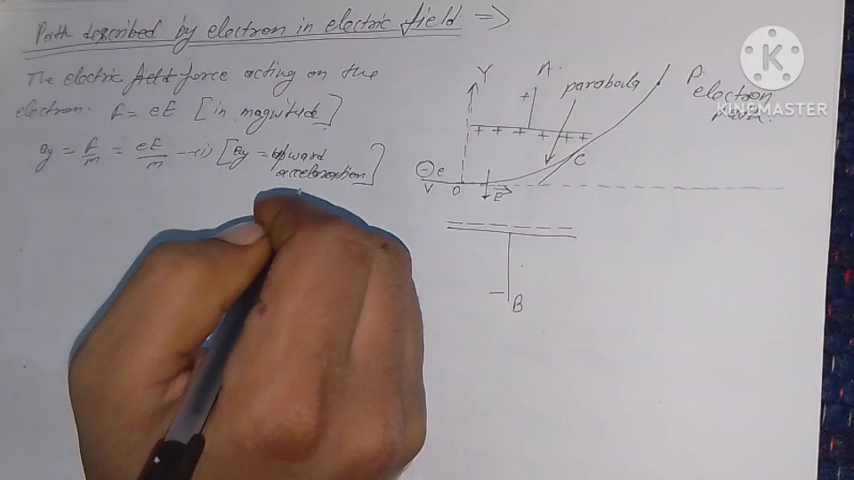 Path described by electron in electric field =>
The electric force acting on the
electron. F = eE [in magnitude]
ay = F/m = eE/m —(i) [ay = upward
acceleration]
Y
A
+
parabola
P.
electron
path.
+ + + + + + +
C
- e
V
O
E
-
B
K
KINEMASTER